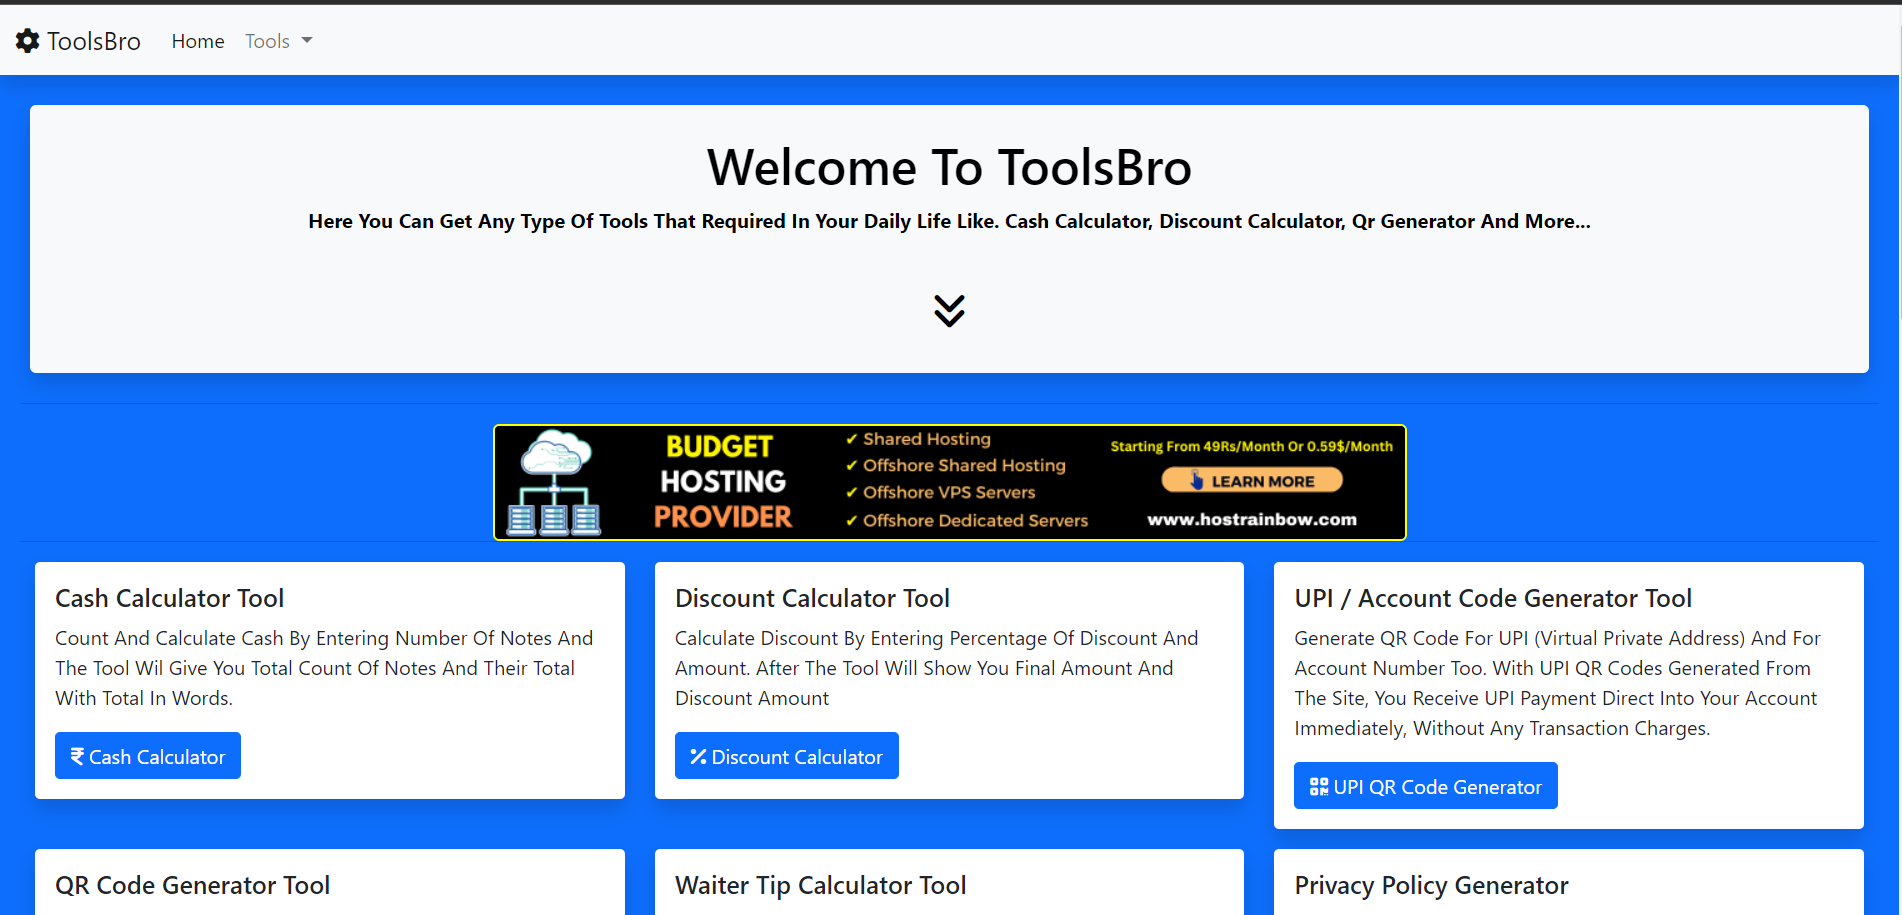 ToolsBro Home Tools
Welcome To ToolsBro
Here You Can Get Any Type Of Tools That Required In Your Daily Life Like. Cash Calculator, Discount Calculator, Qr Generator And More...
BUDGET
HOSTING
PROVIDER
✔ Shared Hosting
✔ Offshore Shared Hosting
✔ Offshore VPS Servers
✔ Offshore Dedicated Servers
Starting From 49Rs/Month Or 0.59$/Month
LEARN MORE
www.hostrainbow.com
Cash Calculator Tool
Count And Calculate Cash By Entering Number Of Notes And
The Tool Wil Give You Total Count Of Notes And Their Total
With Total In Words.
₹ Cash Calculator
Discount Calculator Tool
Calculate Discount By Entering Percentage Of Discount And
Amount. After The Tool Will Show You Final Amount And
Discount Amount
% Discount Calculator
UPI / Account Code Generator Tool
Generate QR Code For UPI (Virtual Private Address) And For
Account Number Too. With UPI QR Codes Generated From
The Site, You Receive UPI Payment Direct Into Your Account
Immediately, Without Any Transaction Charges.
UPI QR Code Generator
QR Code Generator Tool
Waiter Tip Calculator Tool
Privacy Policy Generator